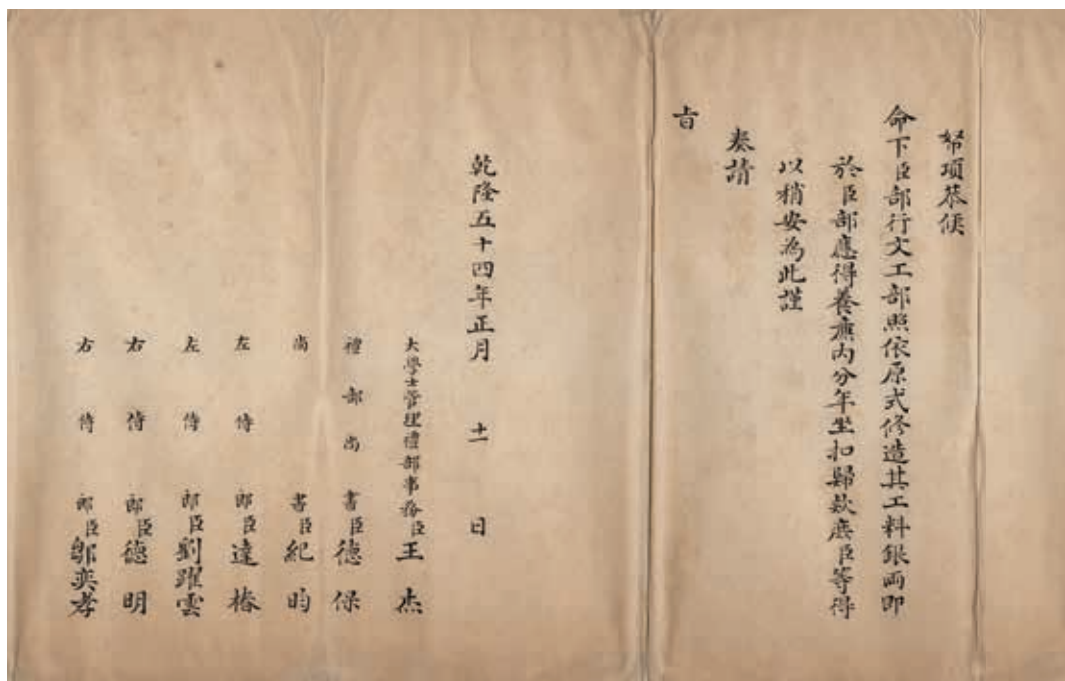 帑項恭候
命下臣部行文工部照依原式修造其工料銀兩即
於臣部應得養廉內分年坐扣歸款庶臣等得
以稍安為此謹
奏請
旨
乾隆五十四年正月 十一 日
大學士管理禮部事務臣王杰
禮部尚書臣德保
尚書臣紀昀
左侍郎臣達椿
左侍郎臣劉躍雲
右侍郎臣德明
右侍郎臣鄒奕孝